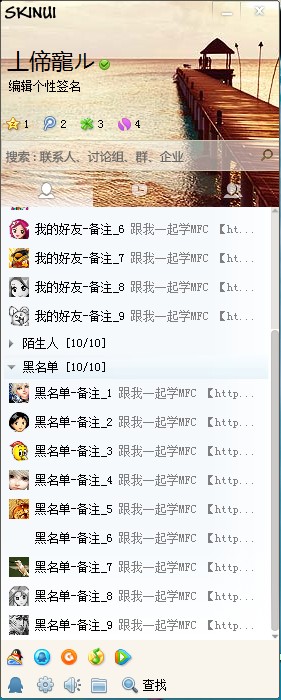 SKINUI
上偙寵ル
编辑个性签名
1 2 3 4
搜索：联系人、讨论组、群、企业
我的好友-备注_6 跟我一起学MFC 【ht...
我的好友-备注_7 跟我一起学MFC 【ht...
我的好友-备注_8 跟我一起学MFC 【ht...
我的好友-备注_9 跟我一起学MFC 【ht...
陌生人 [10/10]
黑名单 [10/10]
黑名单-备注_1 跟我一起学MFC 【http...
黑名单-备注_2 跟我一起学MFC 【http...
黑名单-备注_3 跟我一起学MFC 【http...
黑名单-备注_4 跟我一起学MFC 【http...
黑名单-备注_5 跟我一起学MFC 【http...
黑名单-备注_6 跟我一起学MFC 【http...
黑名单-备注_7 跟我一起学MFC 【http...
黑名单-备注_8 跟我一起学MFC 【http...
黑名单-备注_9 跟我一起学MFC 【http...
查找